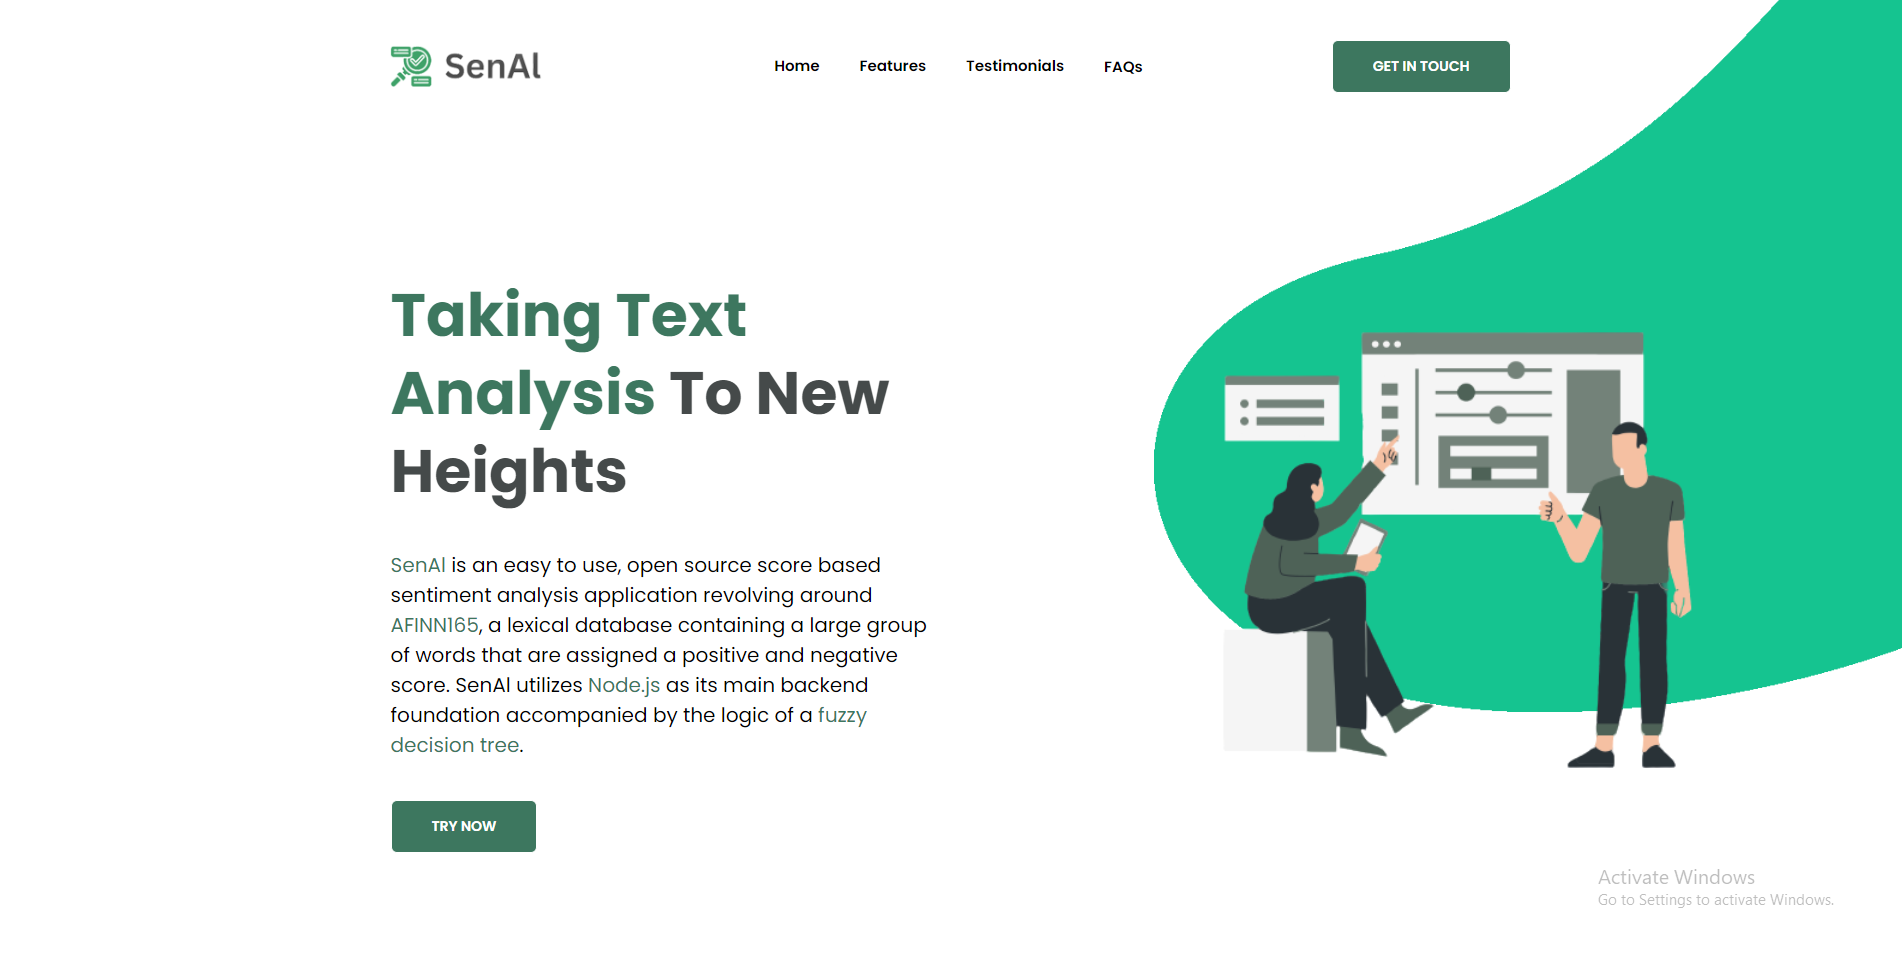 SenAl
Home Features Testimonials FAQs
GET IN TOUCH
Taking Text
Analysis To New
Heights
SenAl is an easy to use, open source score based
sentiment analysis application revolving around
AFINN165, a lexical database containing a large group
of words that are assigned a positive and negative
score. SenAl utilizes Node.js as its main backend
foundation accompanied by the logic of a fuzzy
decision tree.
TRY NOW
Activate Windows
Go to Settings to activate Windows.